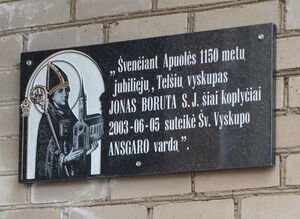 „Švenčiant Apuolės 1150 metų
jubiliejų, Telšių vyskupas
JONAS BORUTA S.J. šiai koplyčiai
2003-06-05 suteikė Šv. Vyskupo
ANSGARO vardą”.